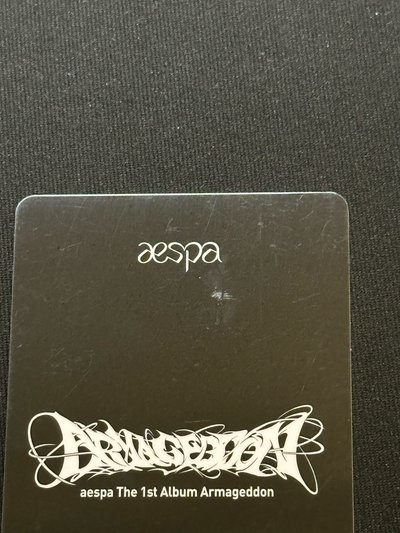 æspa
ARMAGEDDON
aespa The 1st Album Armageddon